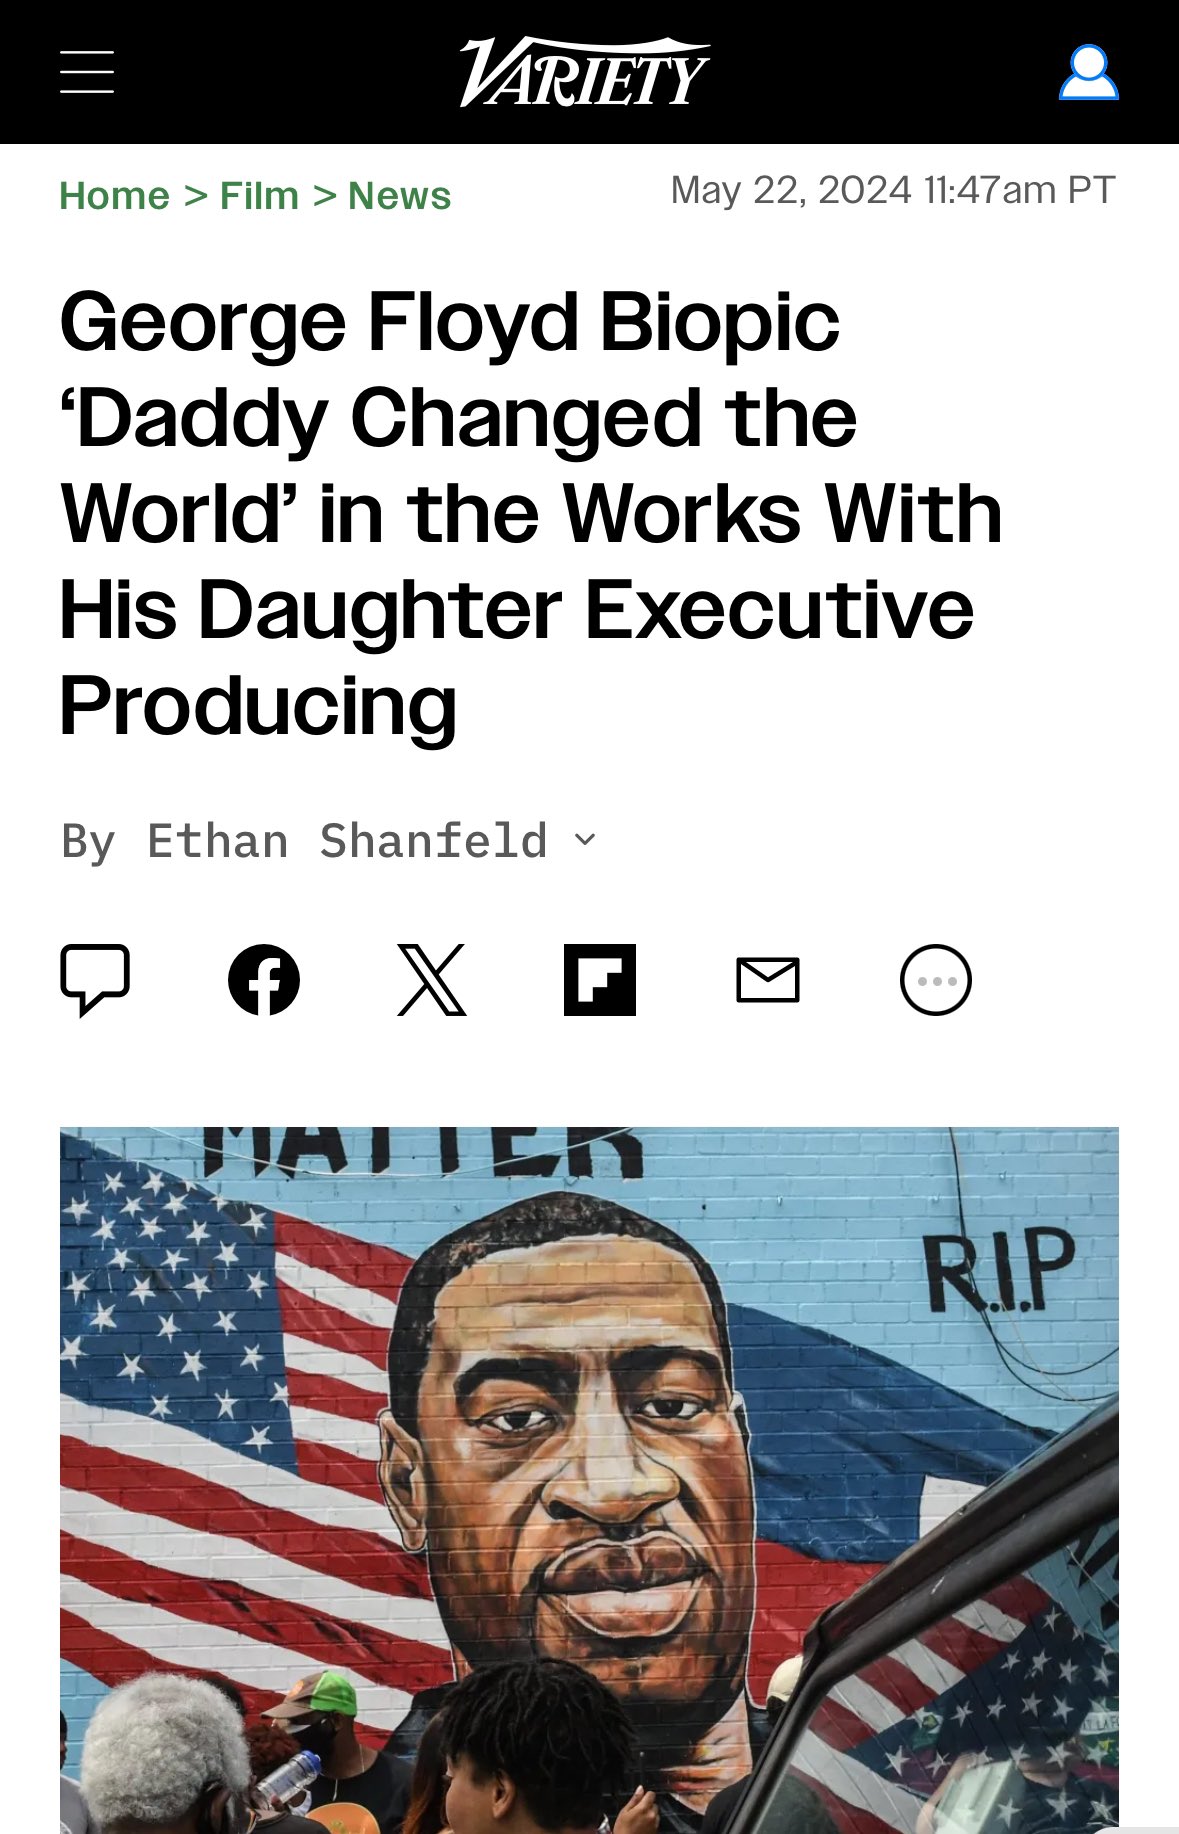 VARIETY
Home > Film > News
May 22, 2024 11:47am PT
George Floyd Biopic
‘Daddy Changed the
World’ in the Works With
His Daughter Executive
Producing
By Ethan Shanfeld
MATTER
R.I.P